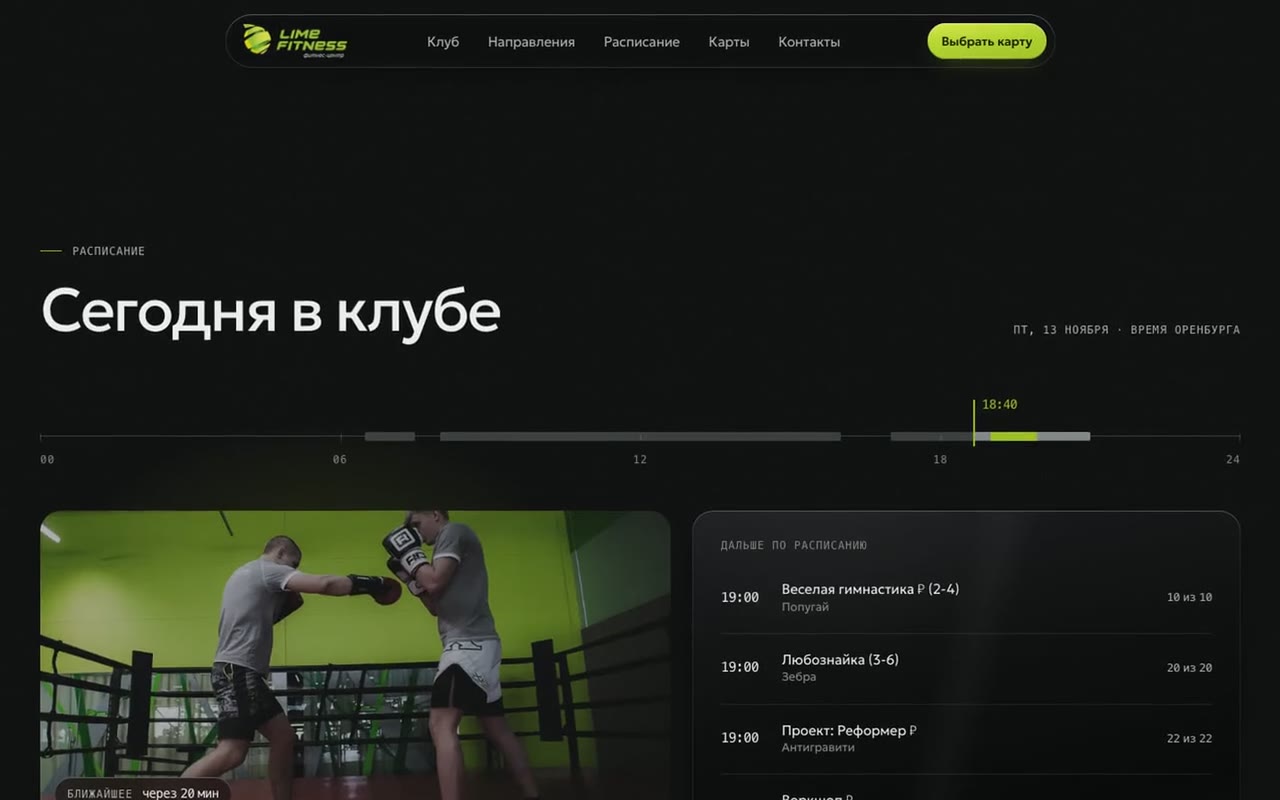 LIME
FITNESS
фитнес-центр
Клуб
Направления
Расписание
Карты
Контакты
Выбрать карту
РАСПИСАНИЕ
Сегодня в клубе
ПТ, 13 НОЯБРЯ · ВРЕМЯ ОРЕНБУРГА
18:40
00
06
12
18
24
БЛИЖАЙШЕЕ через 20 мин
ДАЛЬШЕ ПО РАСПИСАНИЮ
19:00
Веселая гимнастика ₽ (2-4)
Попугай
10 из 10
19:00
Любознайка (3-6)
Зебра
20 из 20
19:00
Проект: Реформер ₽
Антигравити
22 из 22